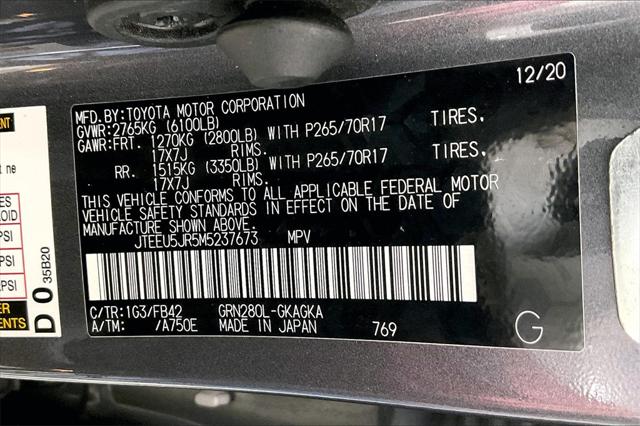 12/20
MFD.BY:TOYOTA MOTOR CORPORATION
GVWR:2765KG (6100LB)
GAWR:FRT. 1270KG (2800LB) WITH P265/70R17 TIRES.
17X7J RIMS.
RR. 1515KG (3350LB) WITH P265/70R17 TIRES.
17X7J RIMS.
THIS VEHICLE CONFORMS TO ALL APPLICABLE FEDERAL MOTOR
VEHICLE SAFETY STANDARDS IN EFFECT ON THE DATE OF
MANUFACTURE SHOWN ABOVE.
JTEEU5JR5M5237673 MPV
C/TR:1G3/FB42 GRN280L-GKAGKA
A/TM: /A750E MADE IN JAPAN 769
G
D 0 35B20